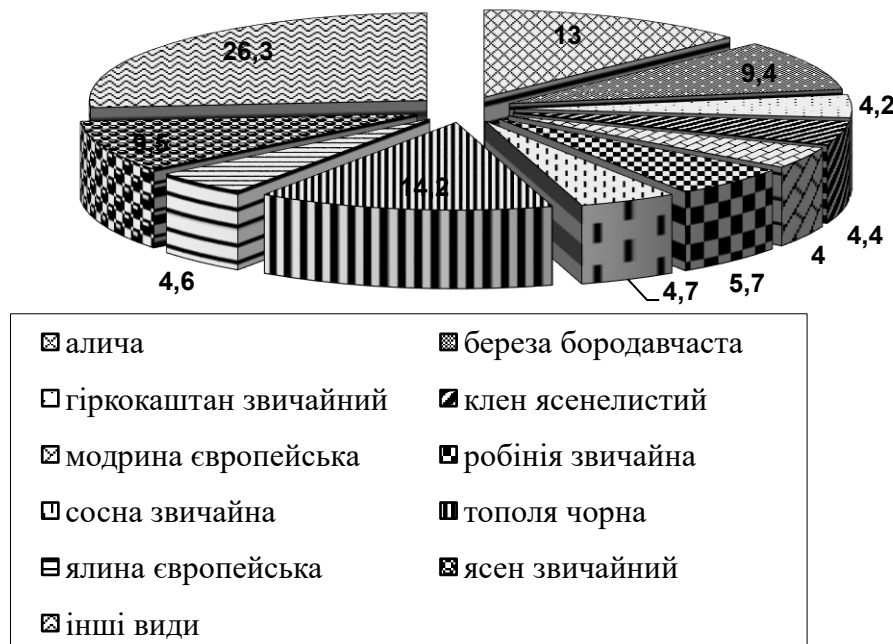 26,3
13
9,4
4,2
9,5
14,2
4,4
4
4,6
4,7
5,7
алича
береза бородавчаста
гіркокаштан звичайний
клен ясенелистий
модрина європейська
робінія звичайна
сосна звичайна
тополя чорна
ялина європейська
ясен звичайний
інші види